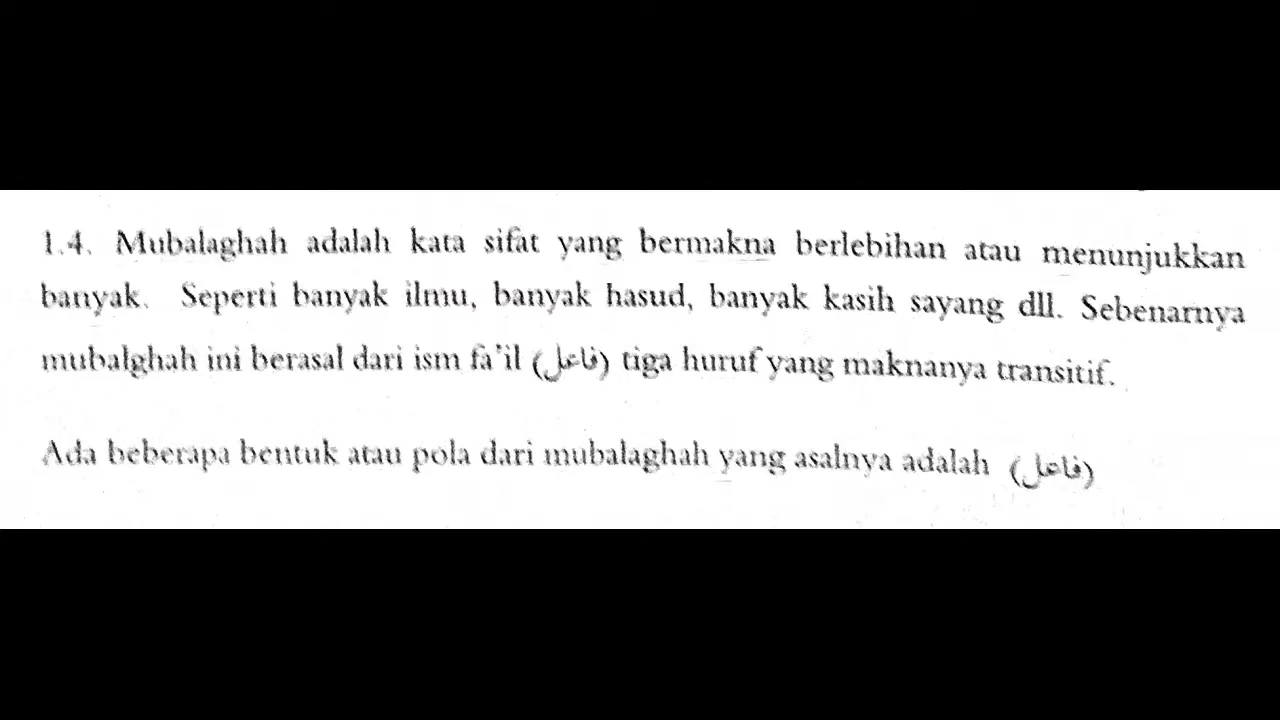 1.4. Mubalaghah adalah kata sifat yang bermakna berlebihan atau menunjukkan
banyak. Seperti banyak ilmu, banyak hasud, banyak kasih sayang dll. Sebenarnya
mubalghah ini berasal dari ism fa'il (فاعل) tiga huruf yang maknanya transitif.
Ada beberapa bentuk atau pola dari mubalaghah yang asalnya adalah (فاعل)